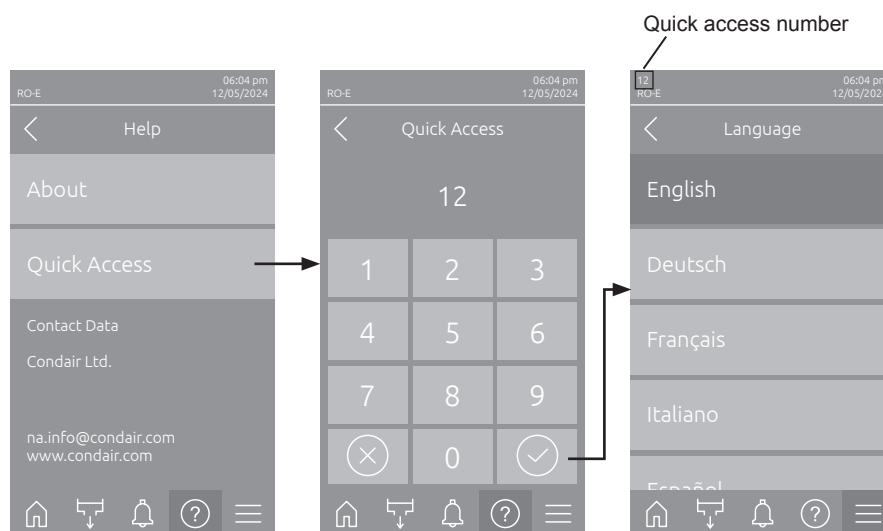 Quick access number
RO-E
06:04 pm
12/05/2024
Help
About
Quick Access
Contact Data
Condair Ltd.
na.info@condair.com
www.condair.com
?
RO-E
06:04 pm
12/05/2024
Quick Access
12
1 2 3
4 5 6
7 8 9
0
?
12
RO-E
06:04 pm
12/05/202
Language
English
Deutsch
Français
Italiano
Español
?